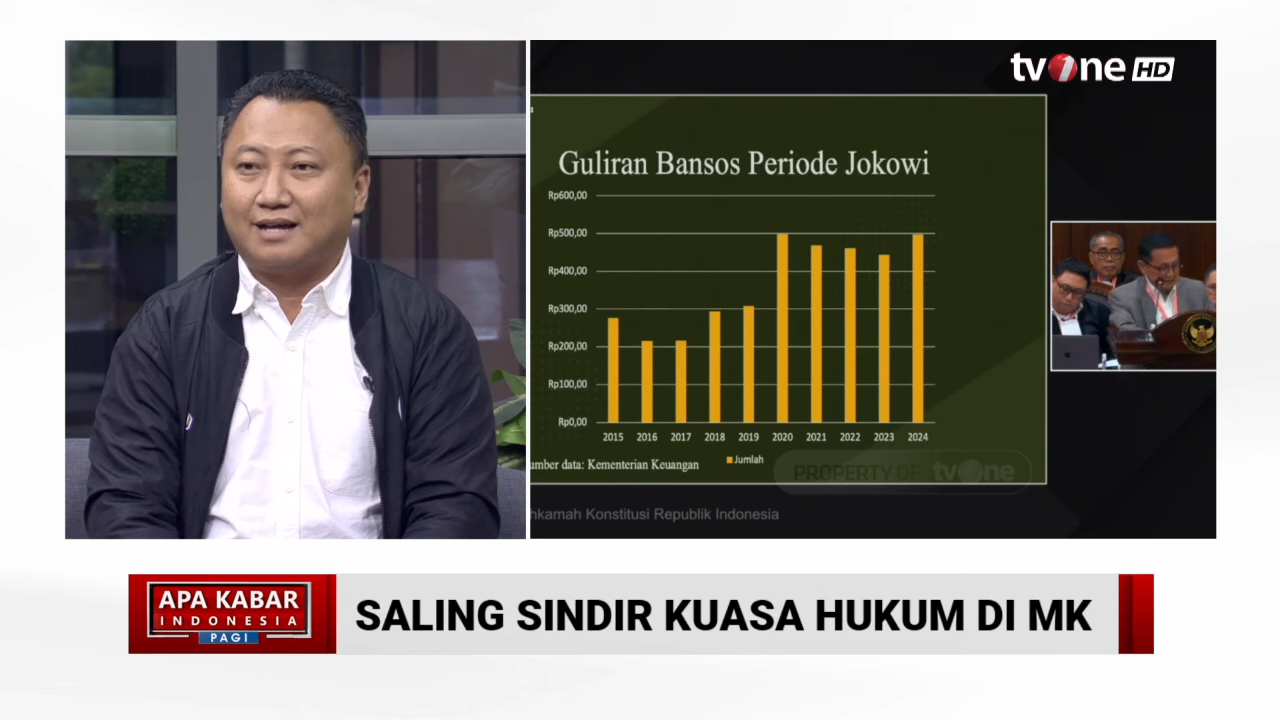 tvOne HD
Guliran Bansos Periode Jokowi
Rp600,00
Rp500,00
Rp400,00
Rp300,00
Rp200,00
Rp100,00
Rp0,00
2015 2016 2017 2018 2019 2020 2021 2022 2023 2024
Jumlah
umber data: Kementerian Keuangan
PROPERTY OF tvOne
hkamah Konstitusi Republik Indonesia
APA KABAR
INDONESIA
PAGI
SALING SINDIR KUASA HUKUM DI MK